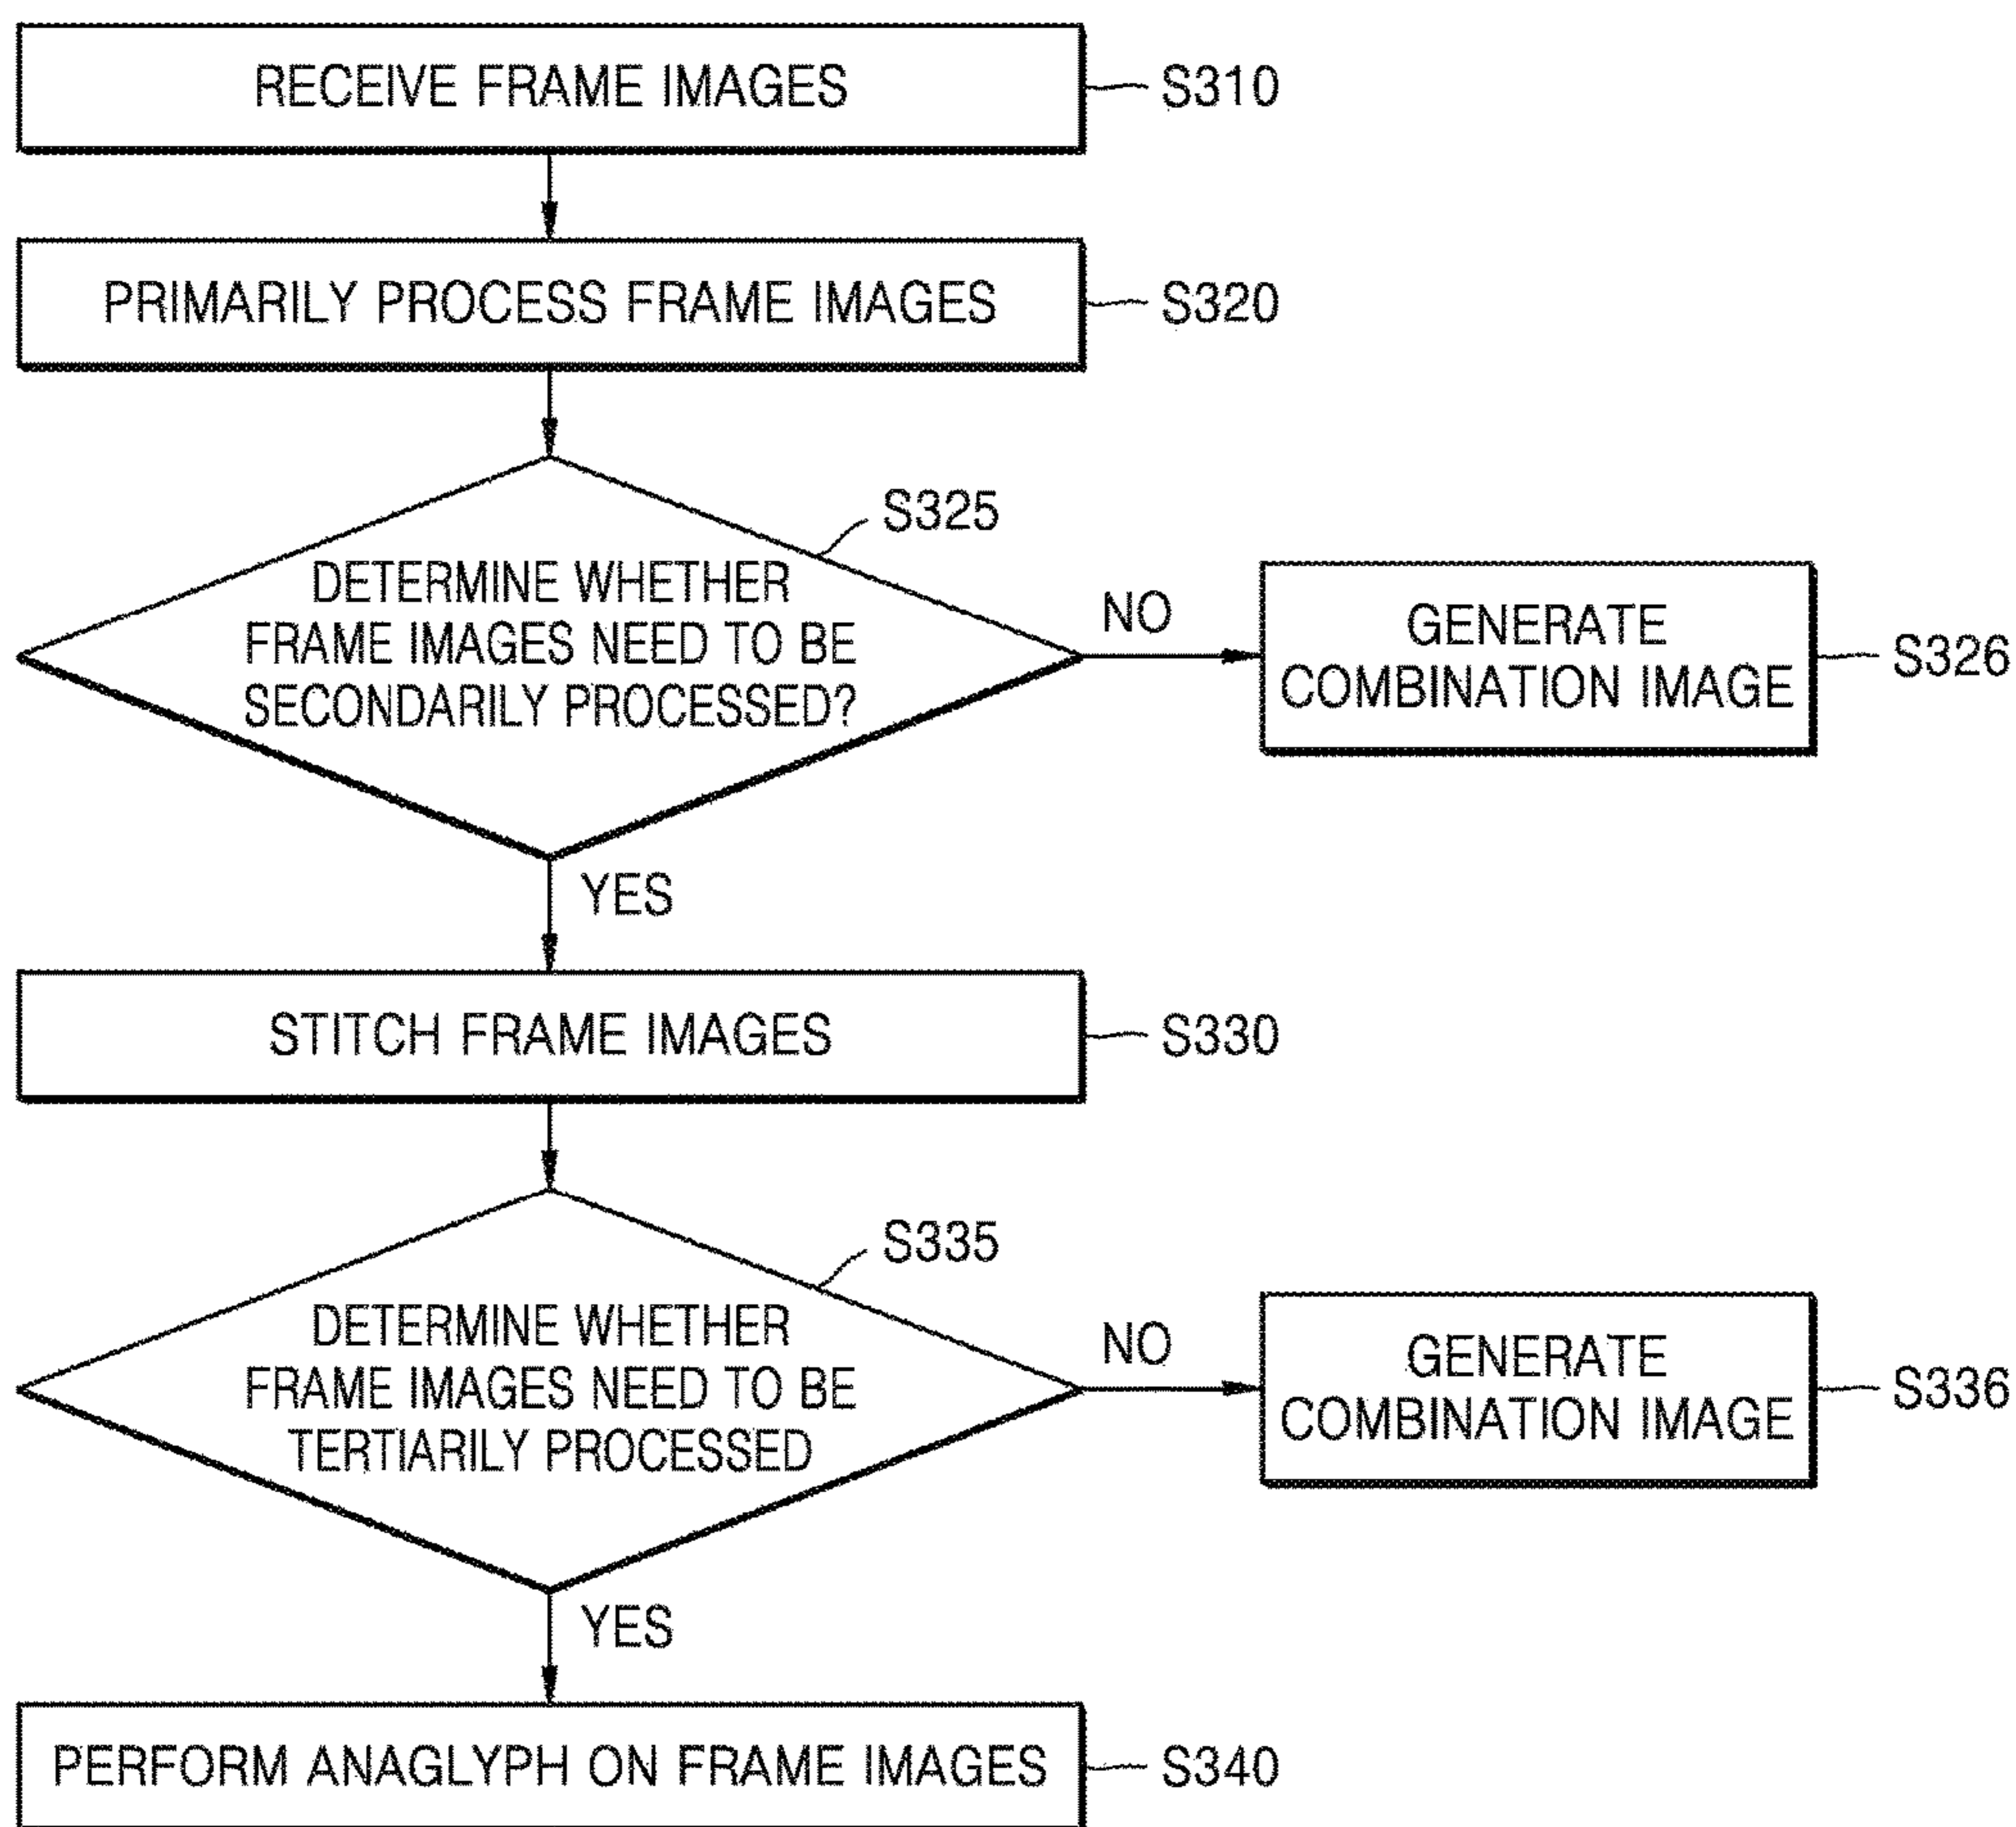 RECEIVE FRAME IMAGES
S310
PRIMARILY PROCESS FRAME IMAGES
S320
S325
DETERMINE WHETHER
FRAME IMAGES NEED TO BE
SECONDARILY PROCESSED?
NO
GENERATE
COMBINATION IMAGE
S326
YES
STITCH FRAME IMAGES
S330
S335
DETERMINE WHETHER
FRAME IMAGES NEED TO BE
TERTIARILY PROCESSED
NO
GENERATE
COMBINATION IMAGE
S336
YES
PERFORM ANAGLYPH ON FRAME IMAGES
S340